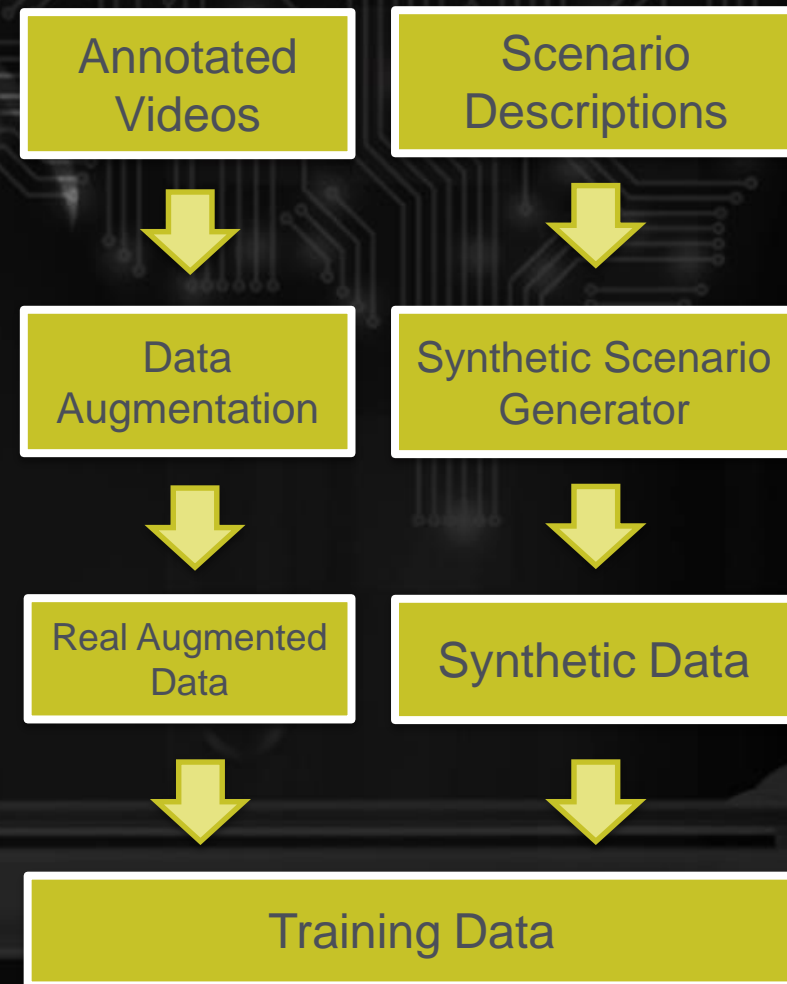 Annotated
Videos
Scenario
Descriptions
Data
Augmentation
Synthetic Scenario
Generator
Real Augmented
Data
Synthetic Data
Training Data